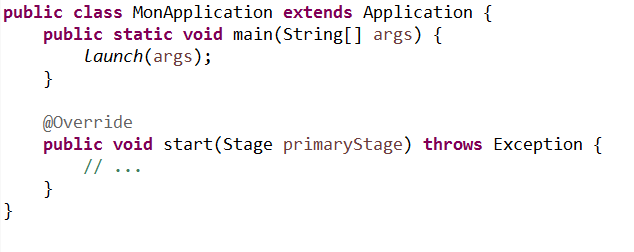 public class MonApplication extends Application {
    public static void main(String[] args) {
        launch(args);
    }

    @Override
    public void start(Stage primaryStage) throws Exception {
        // ...
    }
}